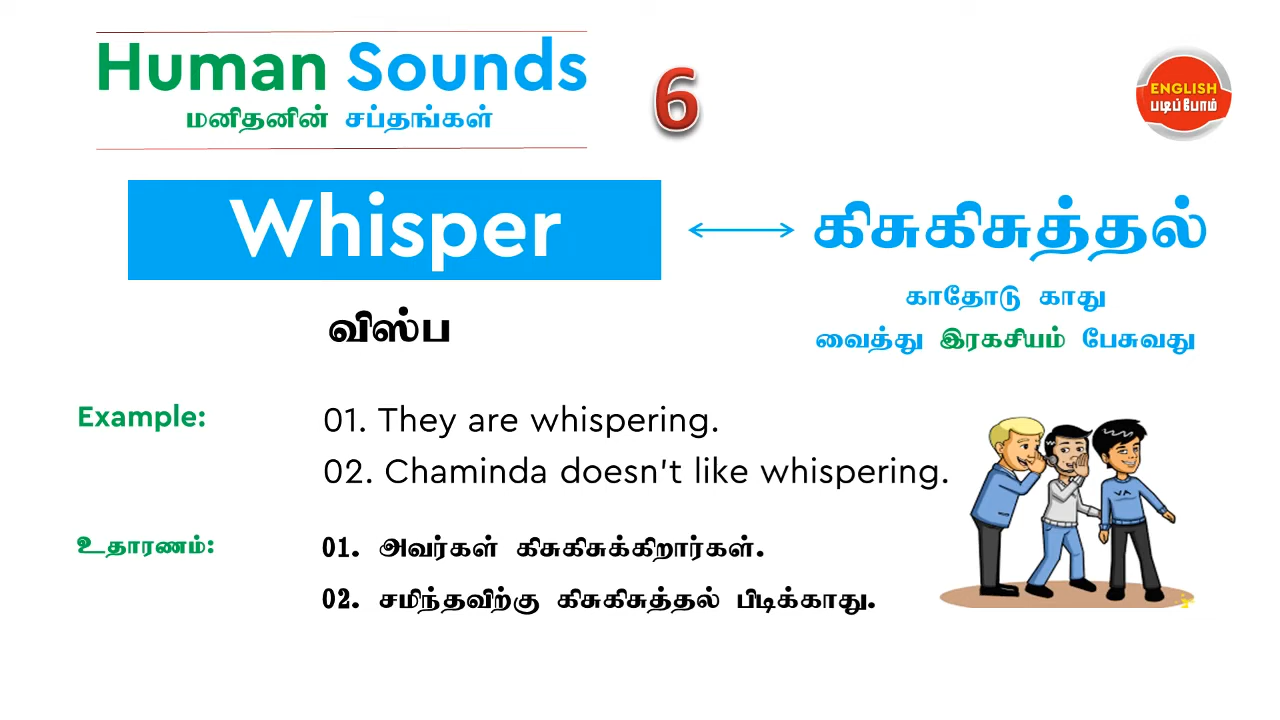 Human Sounds
மனிதனின் சப்தங்கள்
6
ENGLISH
படிப்போம்
Whisper
கிசுகிசுத்தல்
விஸ்ப
காதோடு காது
வைத்து இரகசியம் பேசுவது
Example:
01. They are whispering.
02. Chaminda doesn't like whispering.
உதாரணம்:
01. அவர்கள் கிசுகிசுக்கிறார்கள்.
02. சமிந்தவிற்கு கிசுகிசுத்தல் பிடிக்காது.